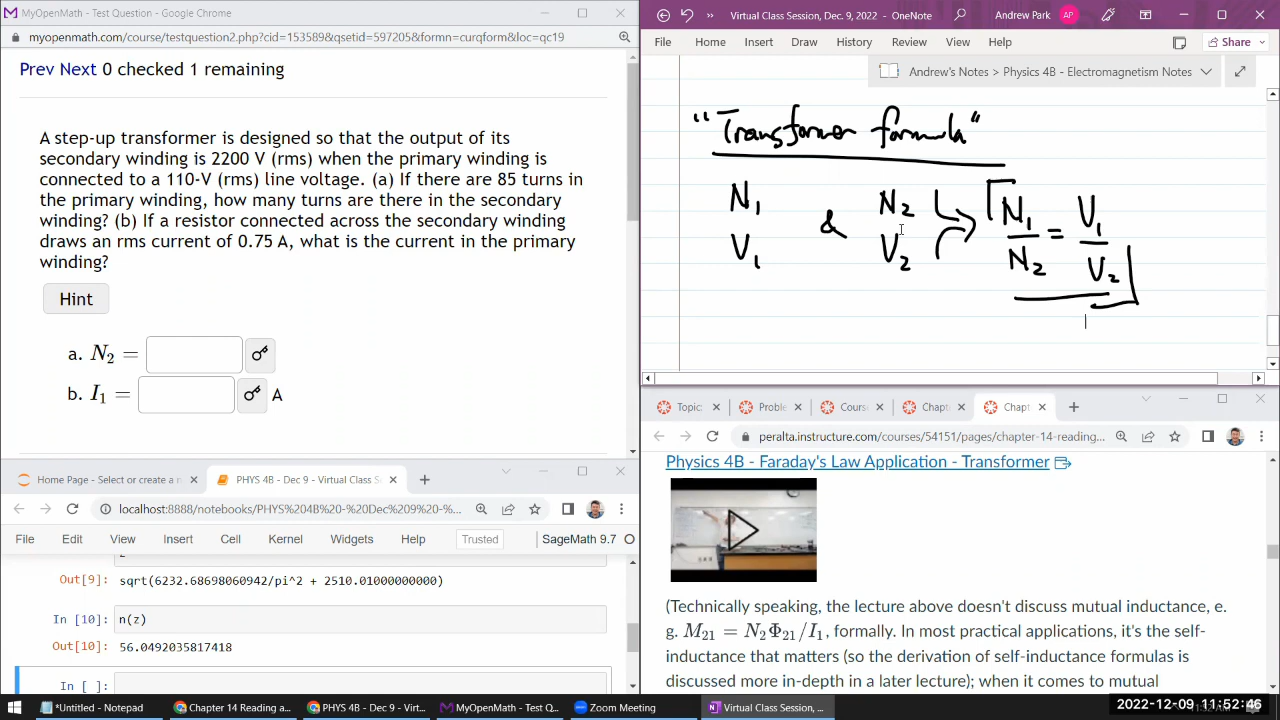 MyOpenMath - Test Question - Google Chrome
myopenmath.com/course/testquestion2.php?cid=153589&qsetid=597205&formn=curqform&loc=qc19
Prev Next 0 checked 1 remaining
A step-up transformer is designed so that the output of its
secondary winding is 2200 V (rms) when the primary winding is
connected to a 110-V (rms) line voltage. (a) If there are 85 turns in
the primary winding, how many turns are there in the secondary
winding? (b) If a resistor connected across the secondary winding
draws an rms current of 0.75 A, what is the current in the primary
winding?
Hint
a. N₂ =
b. I₁ = A
Virtual Class Session, Dec. 9, 2022 - OneNote
Andrew Park AP
File Home Insert Draw History Review View Help Share
Andrew's Notes > Physics 4B - Electromagnetism Notes
"Transformer formula"
N₁ & N₂ N₁/N₂ = V₁/V₂
V₁ V₂
Home Page - Select or create a n
PHYS 4B - Dec 9 - Virtual Class S
localhost:8888/notebooks/PHYS%204B%20-%20Dec%209%20-%...
File Edit View Insert Cell Kernel Widgets Help Trusted SageMath 9.7
Out[9]: sqrt(6232.68698060942/pi^2 + 2510.01000000000)
In [10] n(z)
Out[10] 56.0492035817418
In [ ]
Topic: Proble Cours Chapt Chapt
peralta.instructure.com/courses/54151/pages/chapter-14-reading...
Physics 4B - Faraday's Law Application - Transformer
(Technically speaking, the lecture above doesn't discuss mutual inductance, e.
g. M₂₁ = N₂Φ₂₁/I₁, formally. In most practical applications, it's the self-
inductance that matters (so the derivation of self-inductance formulas is
discussed more in-depth in a later lecture); when it comes to mutual
*Untitled - Notepad
Chapter 14 Reading a...
PHYS 4B - Dec 9 - Virt...
MyOpenMath - Test Q...
Zoom Meeting
Virtual Class Session,...
2022-12-09 11:52:46